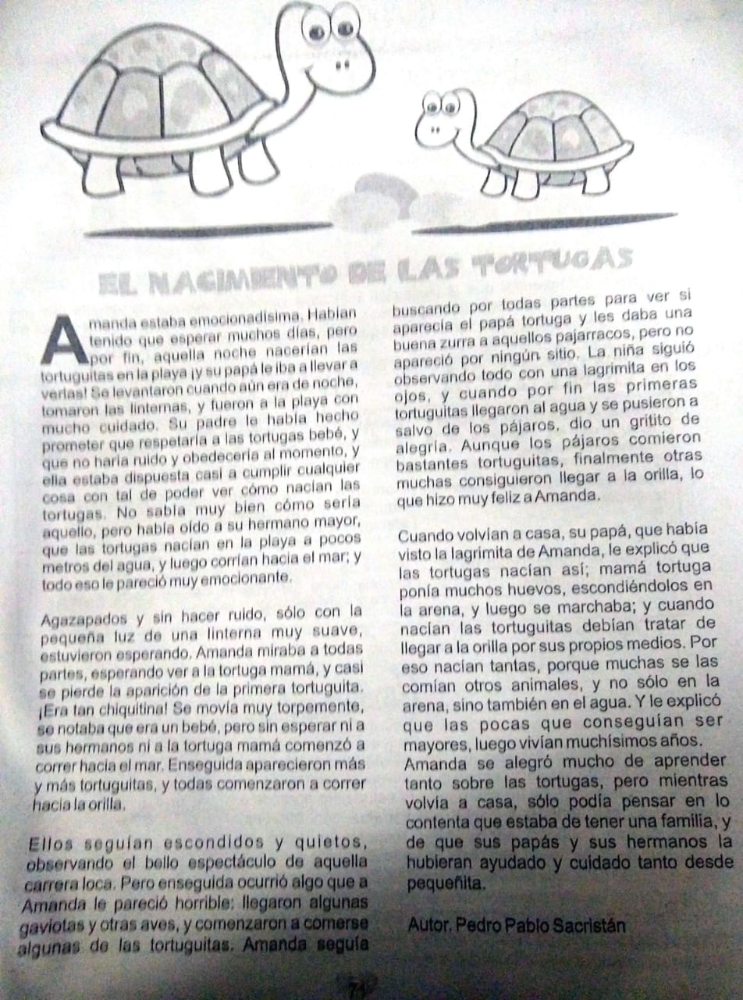 EL NACIMIENTO DE LAS TORTUGAS
Amanda estaba emocionadísima. Habían
tenido que esperar muchos días, pero
por fin, aquella noche nacerían las
tortuguitas en la playa ¡y su papá le iba a llevar a
verlas! Se levantaron cuando aún era de noche,
tomaron las linternas, y fueron a la playa con
mucho cuidado. Su padre le había hecho
prometer que respetaría a las tortugas bebé, y
que no haría ruido y obedecería al momento, y
ella estaba dispuesta casi a cumplir cualquier
cosa con tal de poder ver cómo nacían las
tortugas. No sabía muy bien cómo sería
aquello, pero había oído a su hermano mayor,
que las tortugas nacían en la playa a pocos
metros del agua, y luego corrían hacia el mar; y
todo eso le pareció muy emocionante.
Agazapados y sin hacer ruido, sólo con la
pequeña luz de una linterna muy suave,
estuvieron esperando. Amanda miraba a todas
partes, esperando ver a la tortuga mamá, y casi
se pierde la aparición de la primera tortuguita.
¡Era tan chiquitina! Se movía muy torpemente,
se notaba que era un bebé, pero sin esperar ni a
sus hermanos ni a la tortuga mamá comenzó a
correr hacia el mar. Enseguida aparecieron más
y más tortuguitas, y todas comenzaron a correr
hacia la orilla.
Ellos seguían escondidos y quietos,
observando el bello espectáculo de aquella
carrera loca. Pero enseguida ocurrió algo que a
Amanda le pareció horrible: llegaron algunas
gaviotas y otras aves, y comenzaron a comerse
algunas de las tortuguitas. Amanda seguía
buscando por todas partes para ver si
aparecía el papá tortuga y les daba una
buena zurra a aquellos pajarracos, pero no
apareció por ningún sitio. La niña siguió
observando todo con una lagrimita en los
ojos, y cuando por fin las primeras
tortuguitas llegaron al agua y se pusieron a
salvo de los pájaros, dio un gritito de
alegría. Aunque los pájaros comieron
bastantes tortuguitas, finalmente otras
muchas consiguieron llegar a la orilla, lo
que hizo muy feliz a Amanda.
Cuando volvían a casa, su papá, que había
visto la lagrimita de Amanda, le explicó que
las tortugas nacían así; mamá tortuga
ponía muchos huevos, escondiéndolos en
la arena, y luego se marchaba; y cuando
nacían las tortuguitas debían tratar de
llegar a la orilla por sus propios medios. Por
eso nacían tantas, porque muchas se las
comían otros animales, y no sólo en la
arena, sino también en el agua. Y le explicó
que las pocas que conseguían ser
mayores, luego vivían muchísimos años.
Amanda se alegró mucho de aprender
tanto sobre las tortugas, pero mientras
volvía a casa, sólo podía pensar en lo
contenta que estaba de tener una familia, y
de que sus papás y sus hermanos la
hubieran ayudado y cuidado tanto desde
pequeñita.
Autor. Pedro Pablo Sacristán